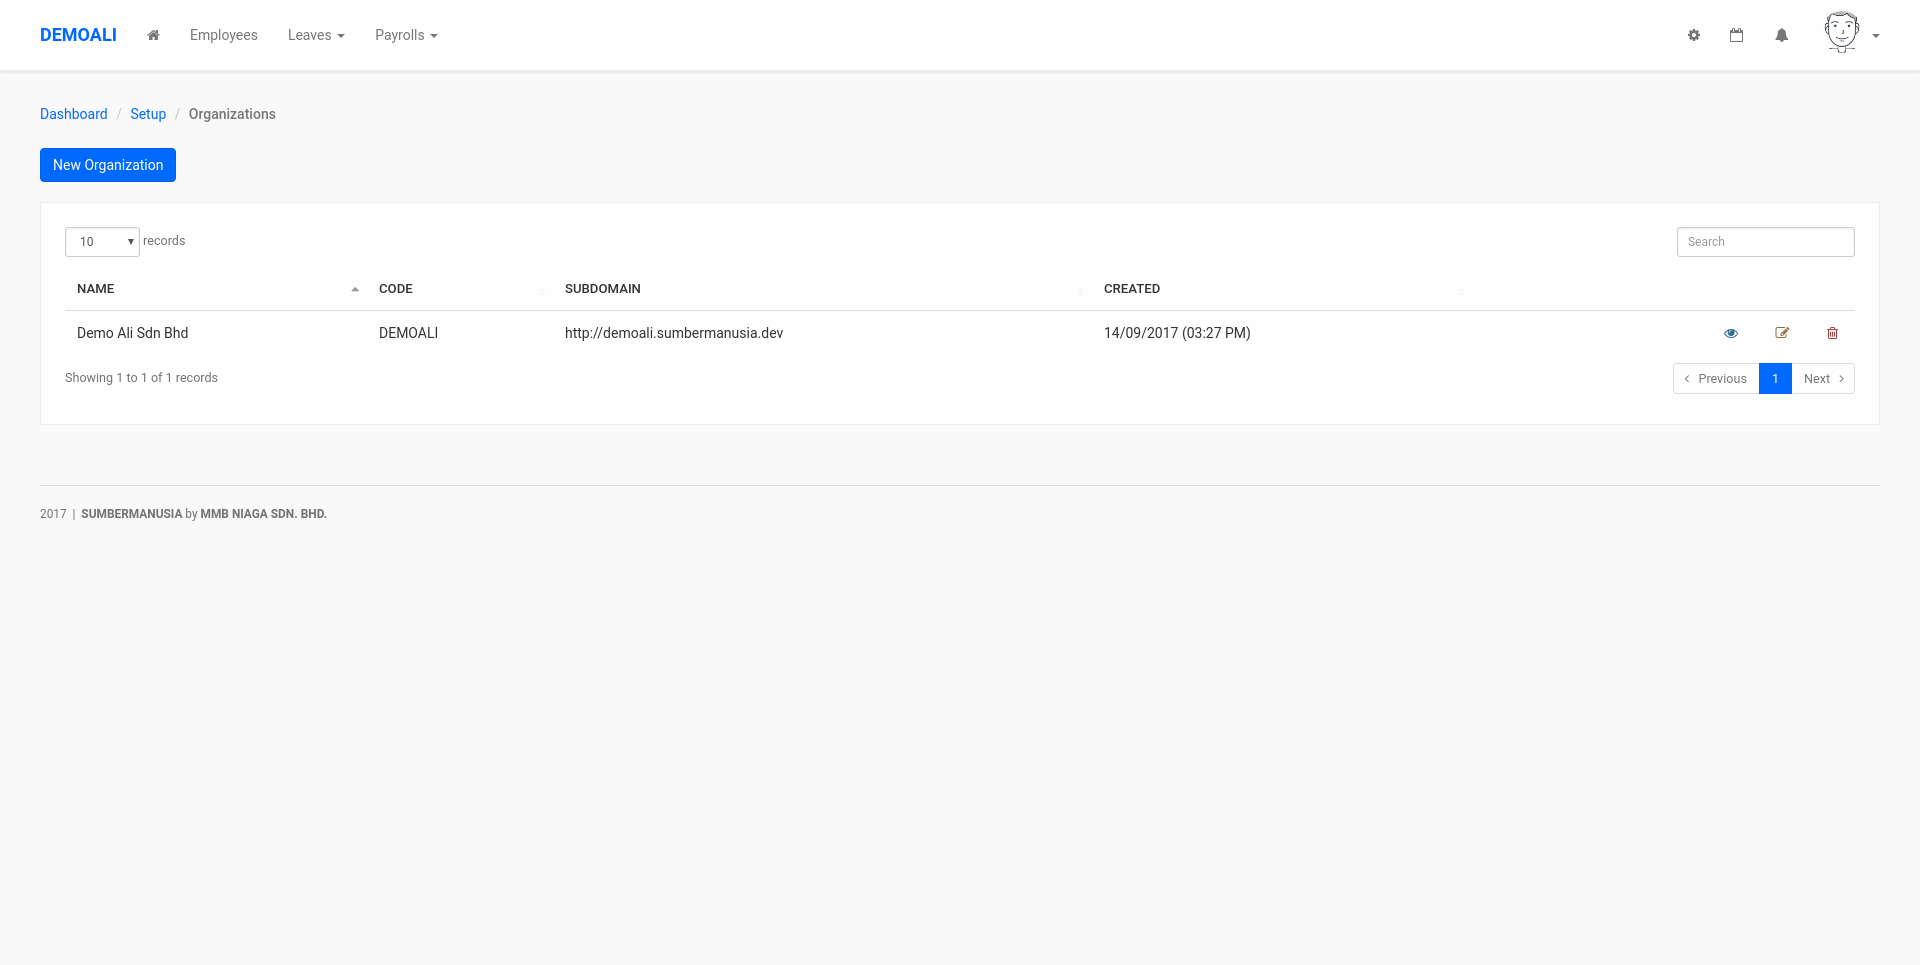 DEMOALI Employees Leaves Payrolls
Dashboard / Setup / Organizations
New Organization
10 records Search
NAME CODE SUBDOMAIN CREATED
Demo Ali Sdn Bhd DEMOALI http://demoali.sumbermanusia.dev 14/09/2017 (03:27 PM)
Showing 1 to 1 of 1 records Previous 1 Next
2017 | SUMBERMANUSIA by MMB NIAGA SDN. BHD.